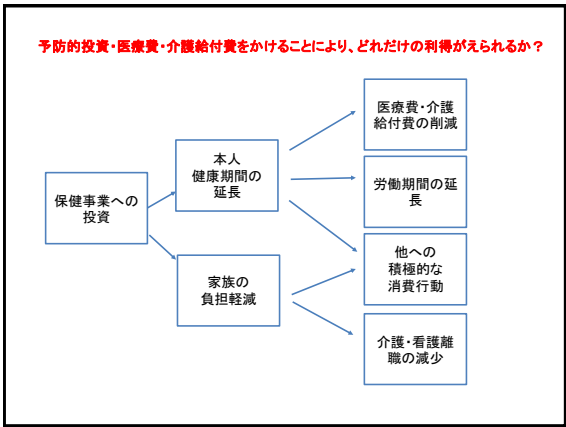 予防的投資・医療費・介護給付費をかけることにより、どれだけの利得がえられるか？
医療費・介護
給付費の削減
本人
健康期間の
延長
労働期間の延
長
保健事業への
投資
他への
積極的な
消費行動
家族の
負担軽減
介護・看護離
職の減少